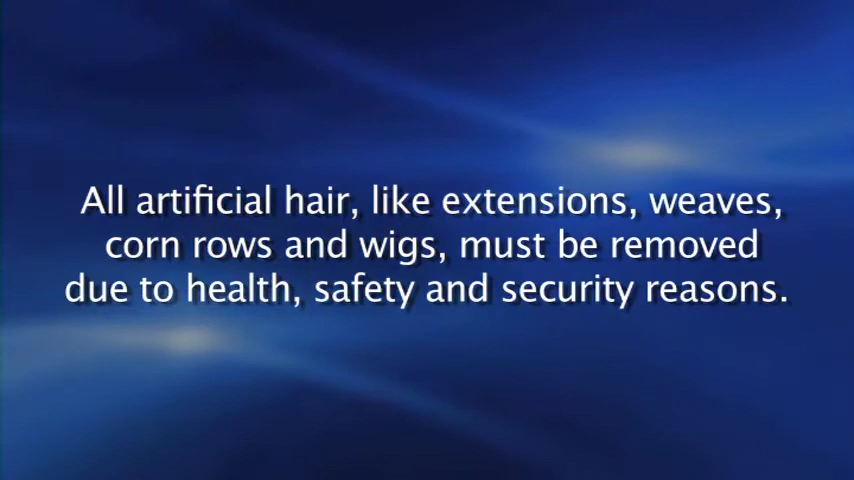 All artificial hair, like extensions, weaves,
corn rows and wigs, must be removed
due to health, safety and security reasons.